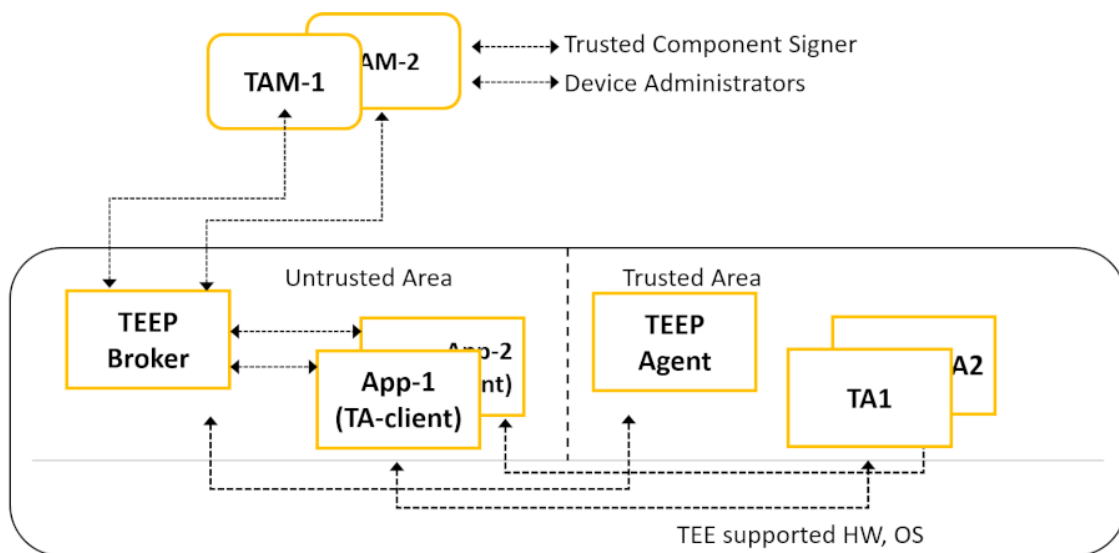 TAM-1
AM-2
Trusted Component Signer
Device Administrators
Untrusted Area
Trusted Area
TEEP
Broker
App-2
nt)
App-1
(TA-client)
TEEP
Agent
A2
TA1
TEE supported HW, OS